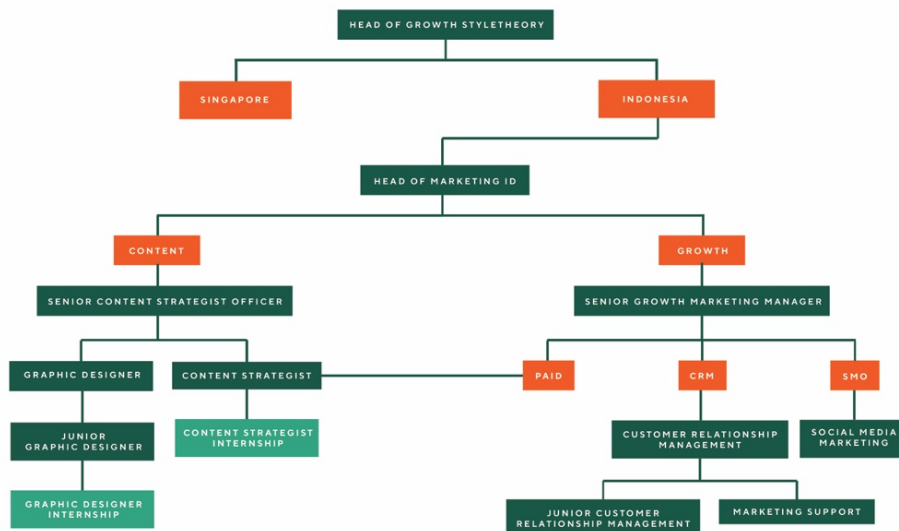 HEAD OF GROWTH STYLETHEORY
SINGAPORE
INDONESIA
HEAD OF MARKETING ID
CONTENT
GROWTH
SENIOR CONTENT STRATEGIST OFFICER
SENIOR GROWTH MARKETING MANAGER
GRAPHIC DESIGNER
CONTENT STRATEGIST
PAID
CRM
SMO
JUNIOR
GRAPHIC DESIGNER
CONTENT STRATEGIST
INTERNSHIP
CUSTOMER RELATIONSHIP
MANAGEMENT
SOCIAL MEDIA
MARKETING
GRAPHIC DESIGNER
INTERNSHIP
JUNIOR CUSTOMER
RELATIONSHIP MANAGEMENT
MARKETING SUPPORT